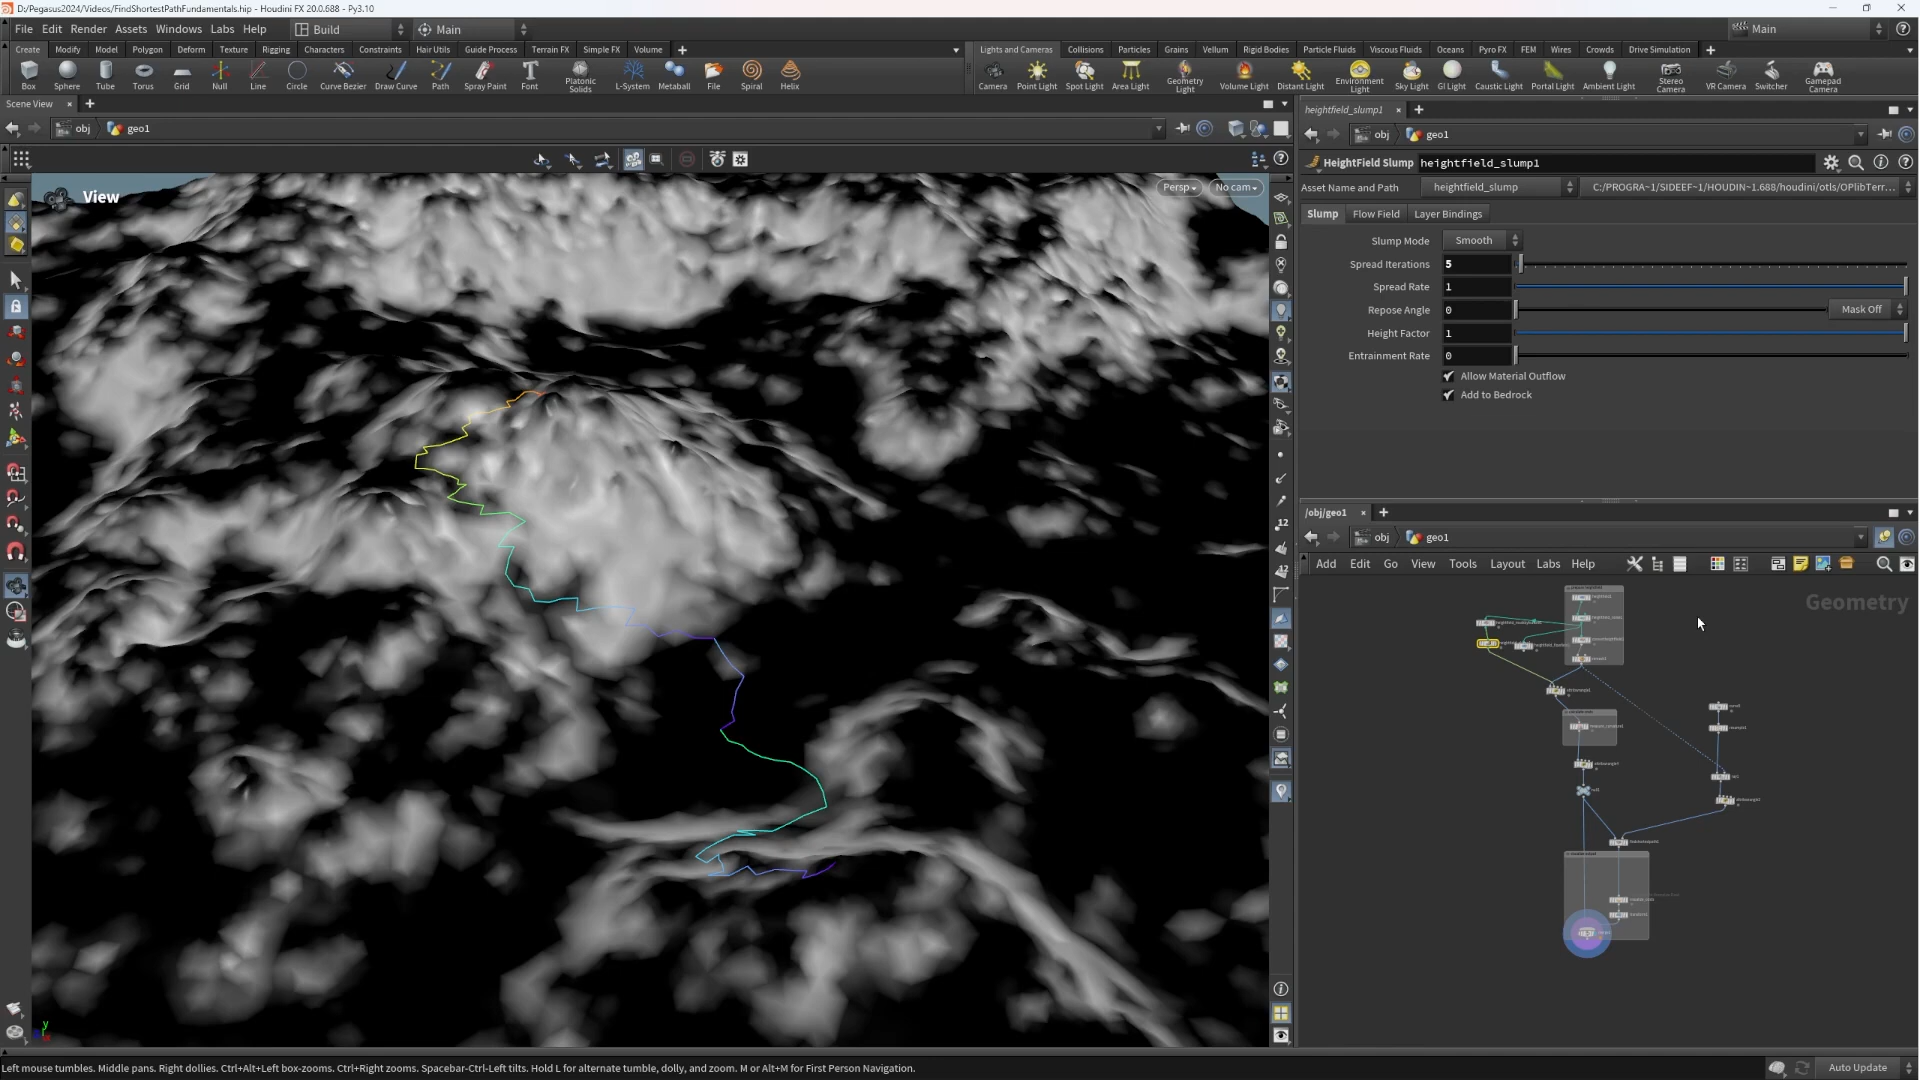 D:/Pegasus2024/Videos/FindShortestPathFundamentals.hip - Houdini FX 20.0.688 - Py3.10
File Edit Render Assets Windows Labs Help Build Main Main
Create Modify Model Polygon Deform Texture Rigging Characters Constraints Hair Utils Guide Process Terrain FX Simple FX Volume
Lights and Cameras Collisions Particles Grains Vellum Rigid Bodies Particle Fluids Viscous Fluids Oceans Pyro FX FEM Wires Crowds Drive Simulation
Box Sphere Tube Torus Grid Null Line Circle Curve Bezier Draw Curve Path Spray Paint Font Platonic Solids L-System Metaball File Spiral Helix
Camera Point Light Spot Light Area Light Geometry Light Volume Light Distant Light Environment Light Sky Light GI Light Caustic Light Portal Light Ambient Light Stereo Camera VR Camera Switcher Gamepad Camera
Scene View
obj geo1
View
Persp No cam
12
12
y
heightfield_slump1
obj geo1
HeightField Slump heightfield_slump1
Asset Name and Path heightfield_slump C:/PROGRA~1/SIDEEF~1/HOUDIN~1.688/houdini/otls/OPlibTerr...
Slump Flow Field Layer Bindings
Slump Mode Smooth
Spread Iterations 5
Spread Rate 1
Repose Angle 0 Mask Off
Height Factor 1
Entrainment Rate 0
Allow Material Outflow
Add to Bedrock
/obj/geo1
obj geo1
Add Edit Go View Tools Layout Labs Help
Geometry
Left mouse tumbles. Middle pans. Right dollies. Ctrl+Alt+Left box-zooms. Ctrl+Right zooms. Spacebar-Ctrl-Left tilts. Hold L for alternate tumble, dolly, and zoom. M or Alt+M for First Person Navigation.
Auto Update